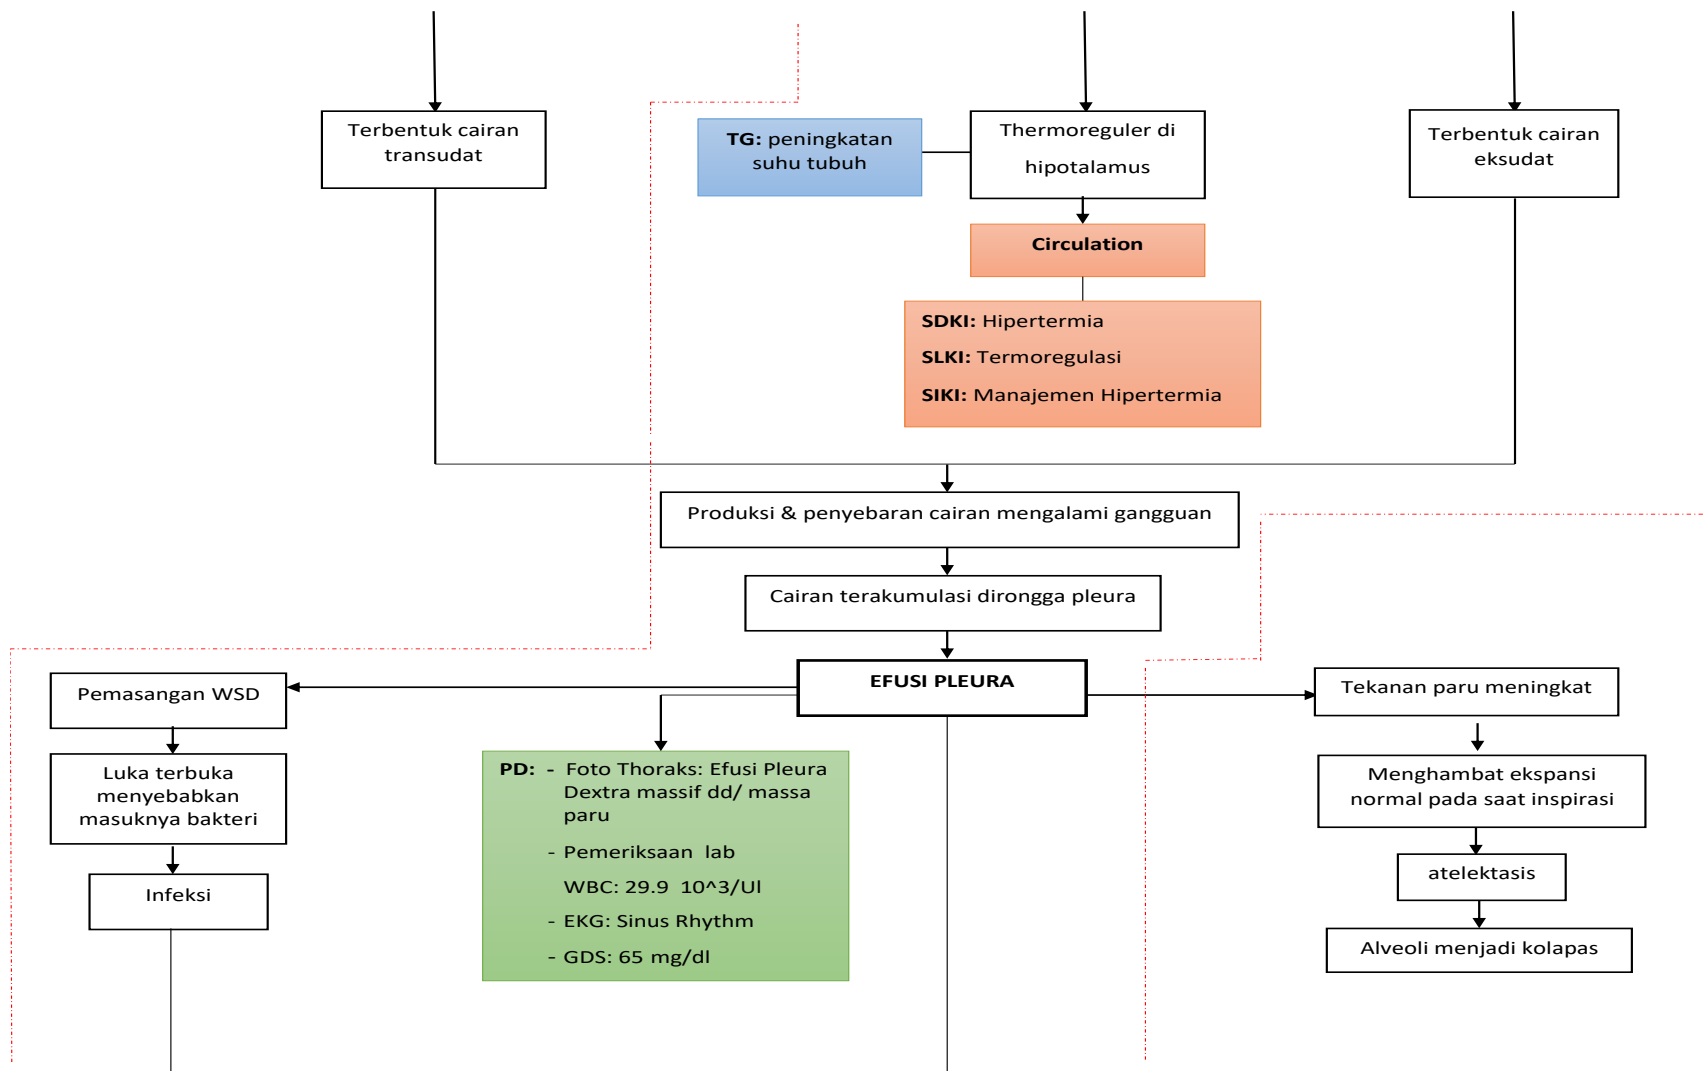 Terbentuk cairan
transudat
TG: peningkatan
suhu tubuh
Thermoreguler di
hipotalamus
Terbentuk cairan
eksudat
Circulation
SDKI: Hipertermia
SLKI: Termoregulasi
SIKI: Manajemen Hipertermia
Produksi & penyebaran cairan mengalami gangguan
Cairan terakumulasi dirongga pleura
EFUSI PLEURA
Pemasangan WSD
Luka terbuka
menyebabkan
masuknya bakteri
Infeksi
PD: - Foto Thoraks: Efusi Pleura
Dextra massif dd/ massa
paru
- Pemeriksaan lab
WBC: 29.9 10^3/Ul
- EKG: Sinus Rhythm
- GDS: 65 mg/dl
Tekanan paru meningkat
Menghambat ekspansi
normal pada saat inspirasi
atelektasis
Alveoli menjadi kolapas